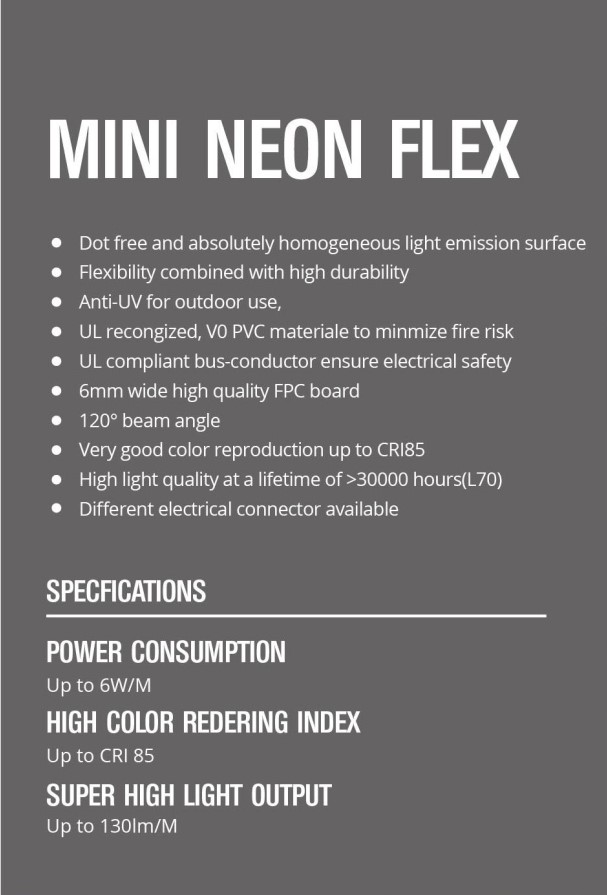 MINI NEON FLEX
● Dot free and absolutely homogeneous light emission surface
● Flexibility combined with high durability
● Anti-UV for outdoor use,
● UL recongized, V0 PVC materiale to minmize fire risk
● UL compliant bus-conductor ensure electrical safety
● 6mm wide high quality FPC board
● 120° beam angle
● Very good color reproduction up to CRI85
● High light quality at a lifetime of >30000 hours(L70)
● Different electrical connector available
SPECFICATIONS
POWER CONSUMPTION
Up to 6W/M
HIGH COLOR REDERING INDEX
Up to CRI 85
SUPER HIGH LIGHT OUTPUT
Up to 130lm/M